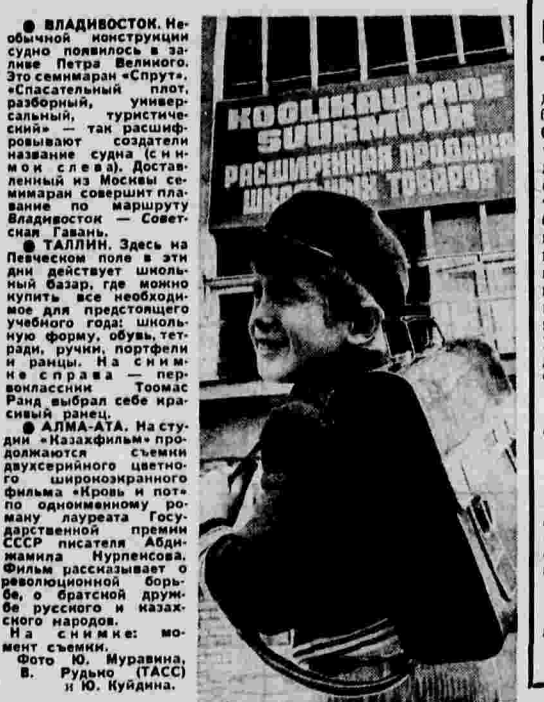 ● ВЛАДИВОСТОК. Не-
обычной конструкции
судно появилось в за-
ливе Петра Великого.
Это семимаран «Спрут».
«Спасательный плот,
разборный, универ-
сальный, туристиче-
ский» — так расшиф-
ровывают создатели
название судна (сни-
мок слева). Достав-
ленный из Москвы се-
мимаран совершит пла-
вание по маршруту
Владивосток — Совет-
ская Гавань.
● ТАЛЛИН. Здесь на
Певческом поле в эти
дни действует школь-
ный базар, где можно
купить все необходи-
мое для предстоящего
учебного года: школь-
ную форму, обувь, тет-
ради, ручки, портфели
и ранцы. На сним-
ке справа — пер-
воклассник Тоомас
Ранд выбрал себе кра-
сивый ранец.
● АЛМА-АТА. На сту-
дии «Казахфильм» про-
должаются съемки
двухсерийного цветно-
го широкоэкранного
фильма «Кровь и пот»
по одноименному ро-
ману лауреата Госу-
дарственной премии
СССР писателя Абди-
жамила Нурпеисова.
Фильм рассказывает о
революционной борь-
бе, о братской друж-
бе русского и казах-
ского народов.
На снимке: мо-
мент съемки.
Фото Ю. Муравина,
В. Рудько (ТАСС)
и Ю. Куйдина.
KOOLIKAUPADE
SUURMÜÜK
РАСШИРЕННАЯ ПРОДАЖА
ШКОЛЬНЫХ ТОВАРОВ